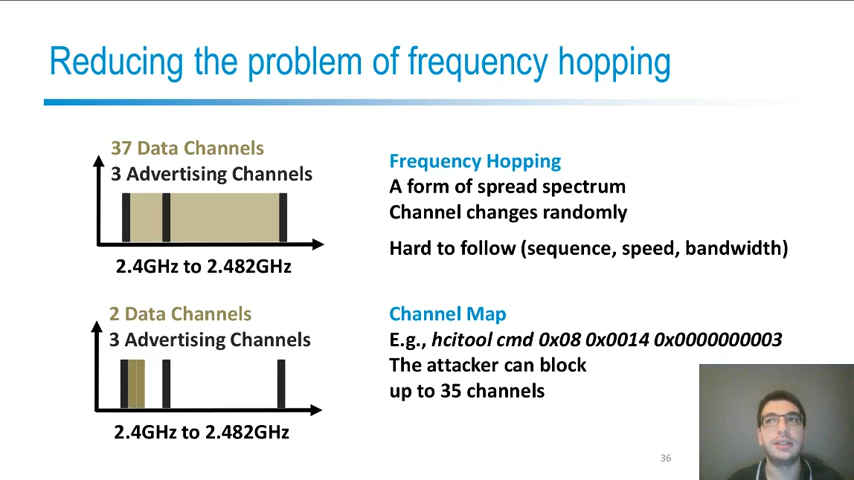 Reducing the problem of frequency hopping
37 Data Channels
3 Advertising Channels
2.4GHz to 2.482GHz
Frequency Hopping
A form of spread spectrum
Channel changes randomly
Hard to follow (sequence, speed, bandwidth)
2 Data Channels
3 Advertising Channels
2.4GHz to 2.482GHz
Channel Map
E.g., hcitool cmd 0x08 0x0014 0x0000000003
The attacker can block
up to 35 channels
36